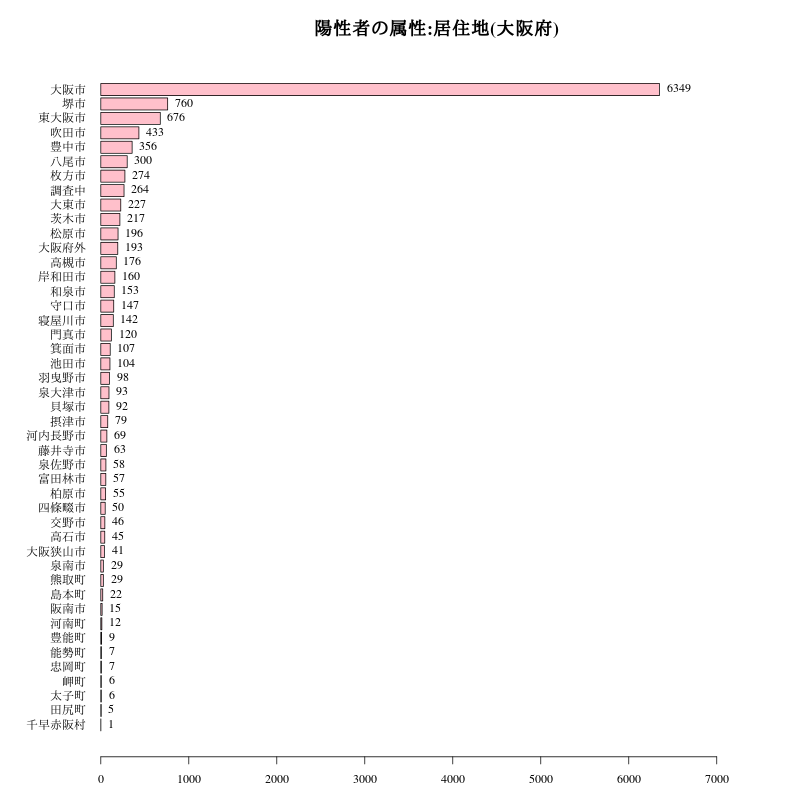 陽性者の属性:居住地(大阪府)
大阪市 6349
堺市 760
東大阪市 676
吹田市 433
豊中市 356
八尾市 300
枚方市 274
調査中 264
大東市 227
茨木市 217
松原市 196
大阪府外 193
高槻市 176
岸和田市 160
和泉市 153
守口市 147
寝屋川市 142
門真市 120
箕面市 107
池田市 104
羽曳野市 98
泉大津市 93
貝塚市 92
摂津市 79
河内長野市 69
藤井寺市 63
泉佐野市 58
富田林市 57
柏原市 55
四條畷市 50
交野市 46
高石市 45
大阪狭山市 41
泉南市 29
熊取町 29
島本町 22
阪南市 15
河南町 12
豊能町 9
能勢町 7
忠岡町 7
岬町 6
太子町 6
田尻町 5
千早赤阪村 1
0 1000 2000 3000 4000 5000 6000 7000